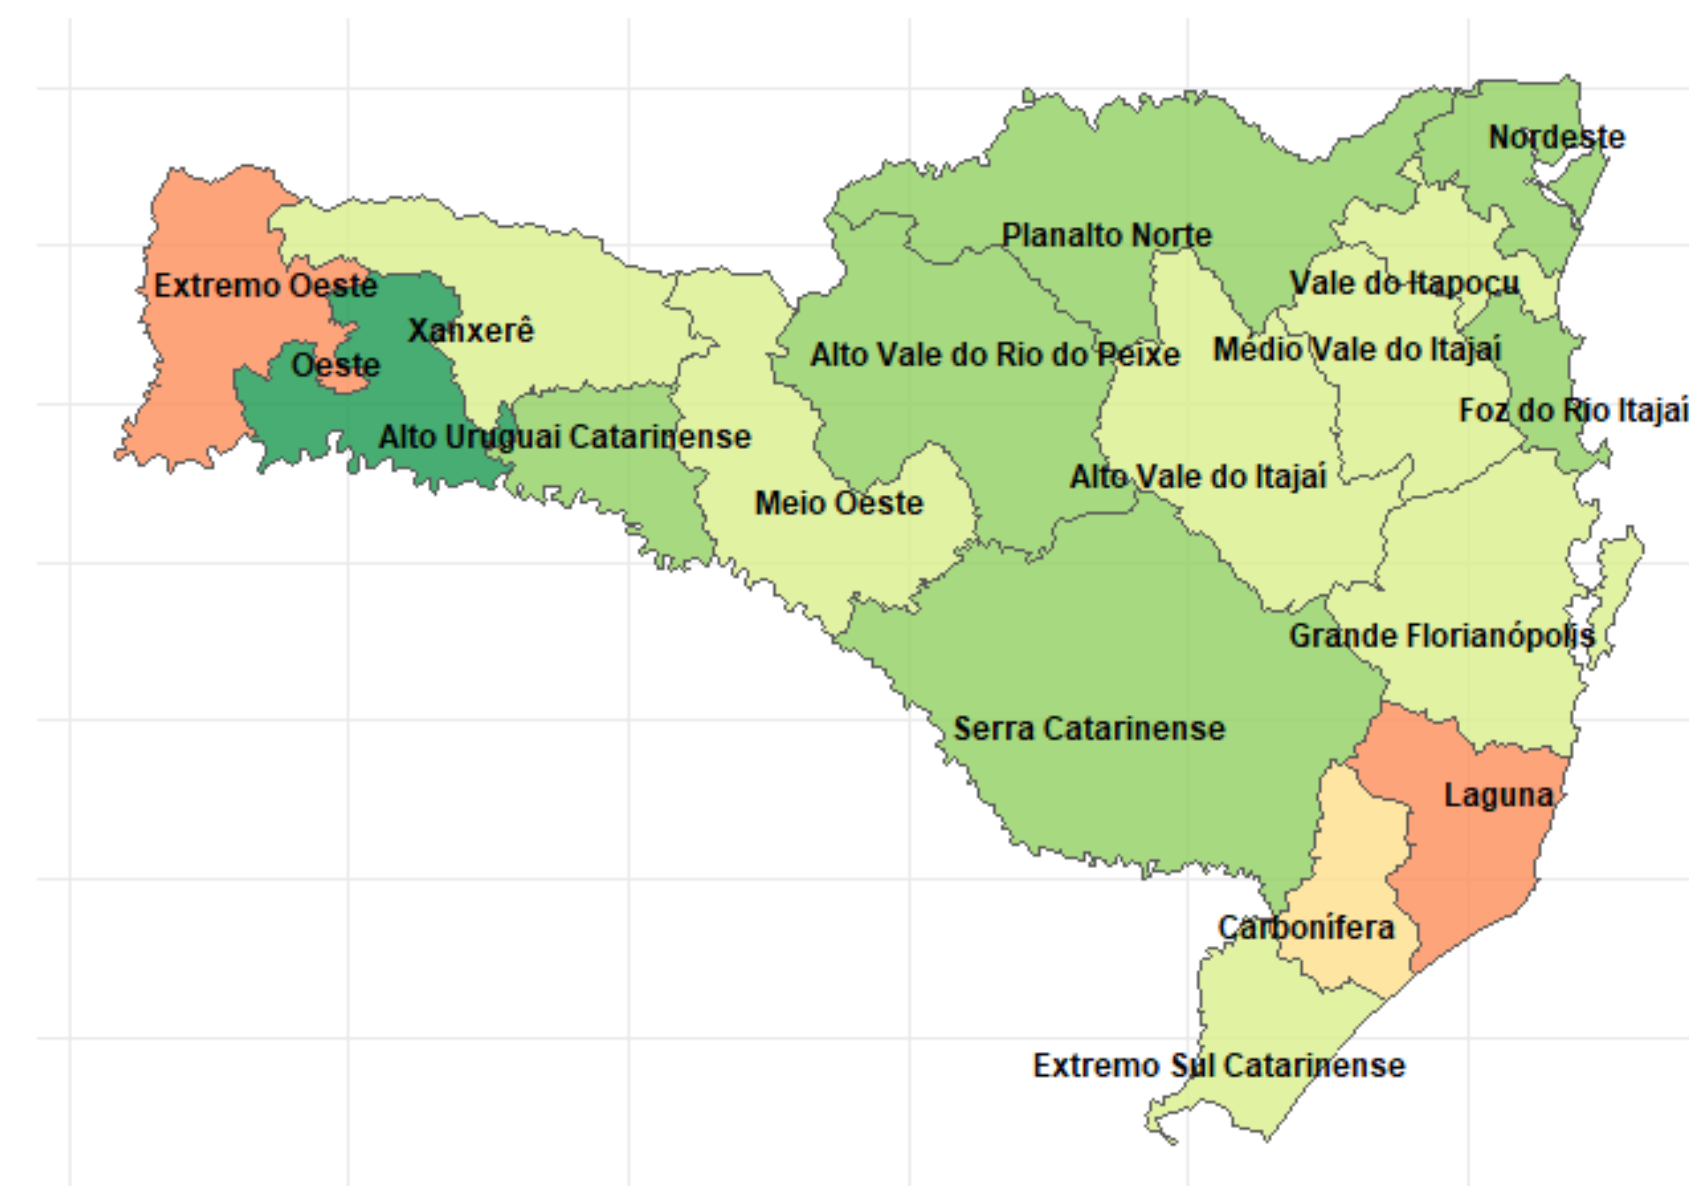 Nordeste
Planalto Norte
Extremo Oeste
Vale do Itapocu
Xanxerê
Alto Vale do Rio do Peixe
Médio Vale do Itajaí
Oeste
Foz do Rio Itajaí
Alto Uruguai Catarinense
Alto Vale do Itajaí
Meio Oeste
Grande Florianópolis
Serra Catarinense
Laguna
Carbonífera
Extremo Sul Catarinense